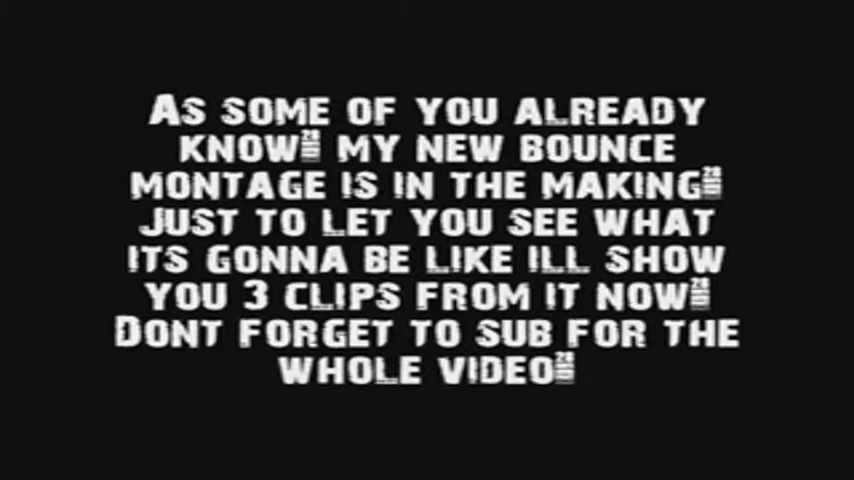 As some of you already
know my new bounce
montage is in the making
Just to let you see what
its gonna be like ill show
you 3 clips from it now
Dont forget to sub for the
whole video